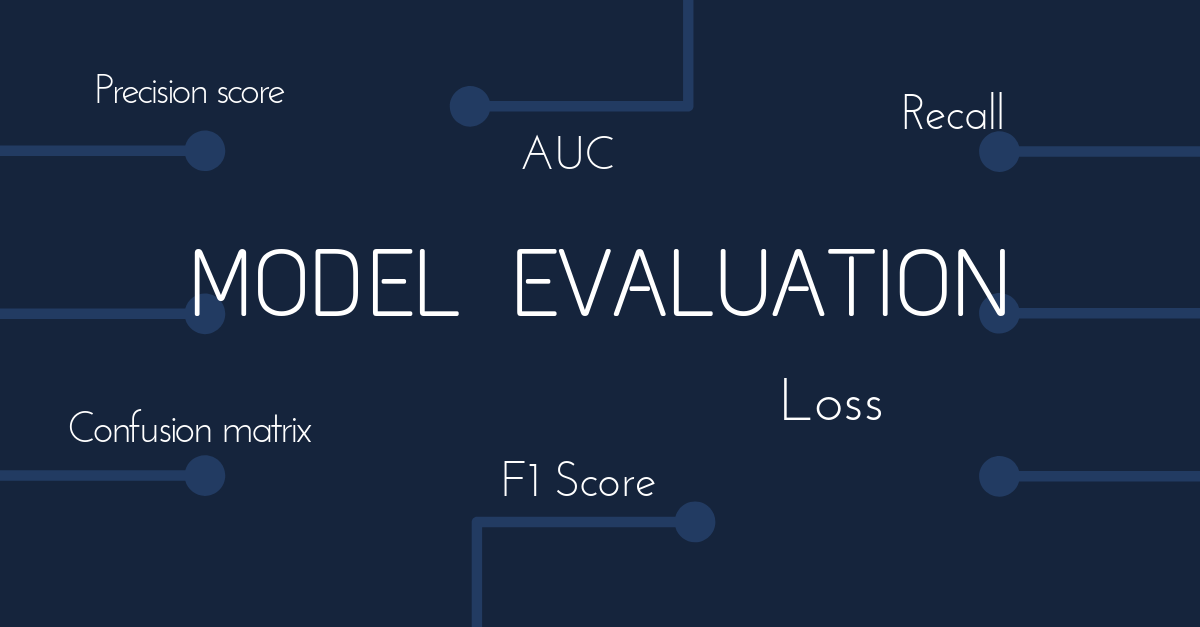 Precision score
AUC
Recall
MODEL EVALUATION
Loss
Confusion matrix
F1 Score